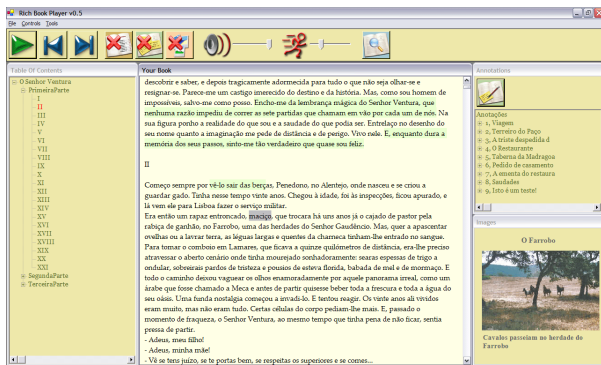 Rich Book Player v0.5
File Controls Tools
Table Of Contents
O Senhor Ventura
PrimeiraParte
I
II
III
IV
V
VI
VII
VIII
IX
X
XI
XII
XIII
XIV
XV
XVI
XVII
XVIII
XIX
XX
XXI
SegundaParte
TerceiraParte
Your Book
descobrir e saber, e depois tragicamente adormecida para tudo o que não seja olhar-se e
resignar-se. Parece-me um castigo imerecido do destino e da história. Mas, como sou homem de
impossíveis, salvo-me como posso. Encho-me da lembrança mágica do Senhor Ventura, que
nenhuma razão impediu de correr as sete partidas que chamam em vão por cada um de nós. Na
sua figura ponho a realidade do que sou e a saudade do que podia ser. Entrelaço no desenho do
seu nome quanto a imaginação me pede de distância e de perigo. Vivo nele. E, enquanto dura a
memória dos seus passos, sinto-me tão verdadeiro que quase sou feliz.
II
Começo sempre por vê-lo sair das berças, Penedono, no Alentejo, onde nasceu e se criou a
guardar gado. Tinha nesse tempo vinte anos. Chegou à idade, foi às inspecções, ficou apurado, e
lá vem ele para Lisboa fazer o serviço militar.
Era então um rapaz entroncado, maciço, que trocara há uns anos já o cajado de pastor pela
rabiça de ganhão, no Farrobo, uma das herdades do Senhor Gaudêncio. Mas, quer a apascentar
ovelhas ou a lavrar terra, as léguas largas e quentes da charneca tinham-lhe entrado no sangue.
Para tomar o comboio em Lamares, que ficava a quinze quilómetros de distância, era-lhe preciso
atravessar o aberto cenário onde tinha mourejado sonhadoramente: searas espessas de trigo a
ondular, sobreirais pardos de tristeza e pousios de esteva florida, babada de mel e de mormaço. E
todo o caminho deixou vaguear os olhos enamoradamente por aquele panorama irreal, como um
árabe que fosse chamado a Meca e antes de partir quisesse beber toda a frescura e toda a água do
seu oásis. Uma funda nostalgia começou a invadi-lo. E tentou reagir. Os vinte anos ali vividos
eram muito, mas não eram tudo. Certas células do corpo pediam-lhe mais. E, passado o
momento de fraqueza, o Senhor Ventura, ao mesmo tempo que tinha pena de não ficar, sentia
pressa de partir.
- Adeus, meu filho!
- Adeus, minha mãe!
- Vê se tens juízo, se te portas bem, se respeitas os superiores e se comes...
Annotations
Anotações
1, Viagem
2, Terreiro do Paço
3, A triste despedida d
4, O Restaurante
5, Taberna da Madragoa
6, Pedido de casamento
7, A ementa do restaura
8, Saudades
9, Isto é um teste!
Images
O Farrobo
Cavalos passeiam no herdade do
Farrobo